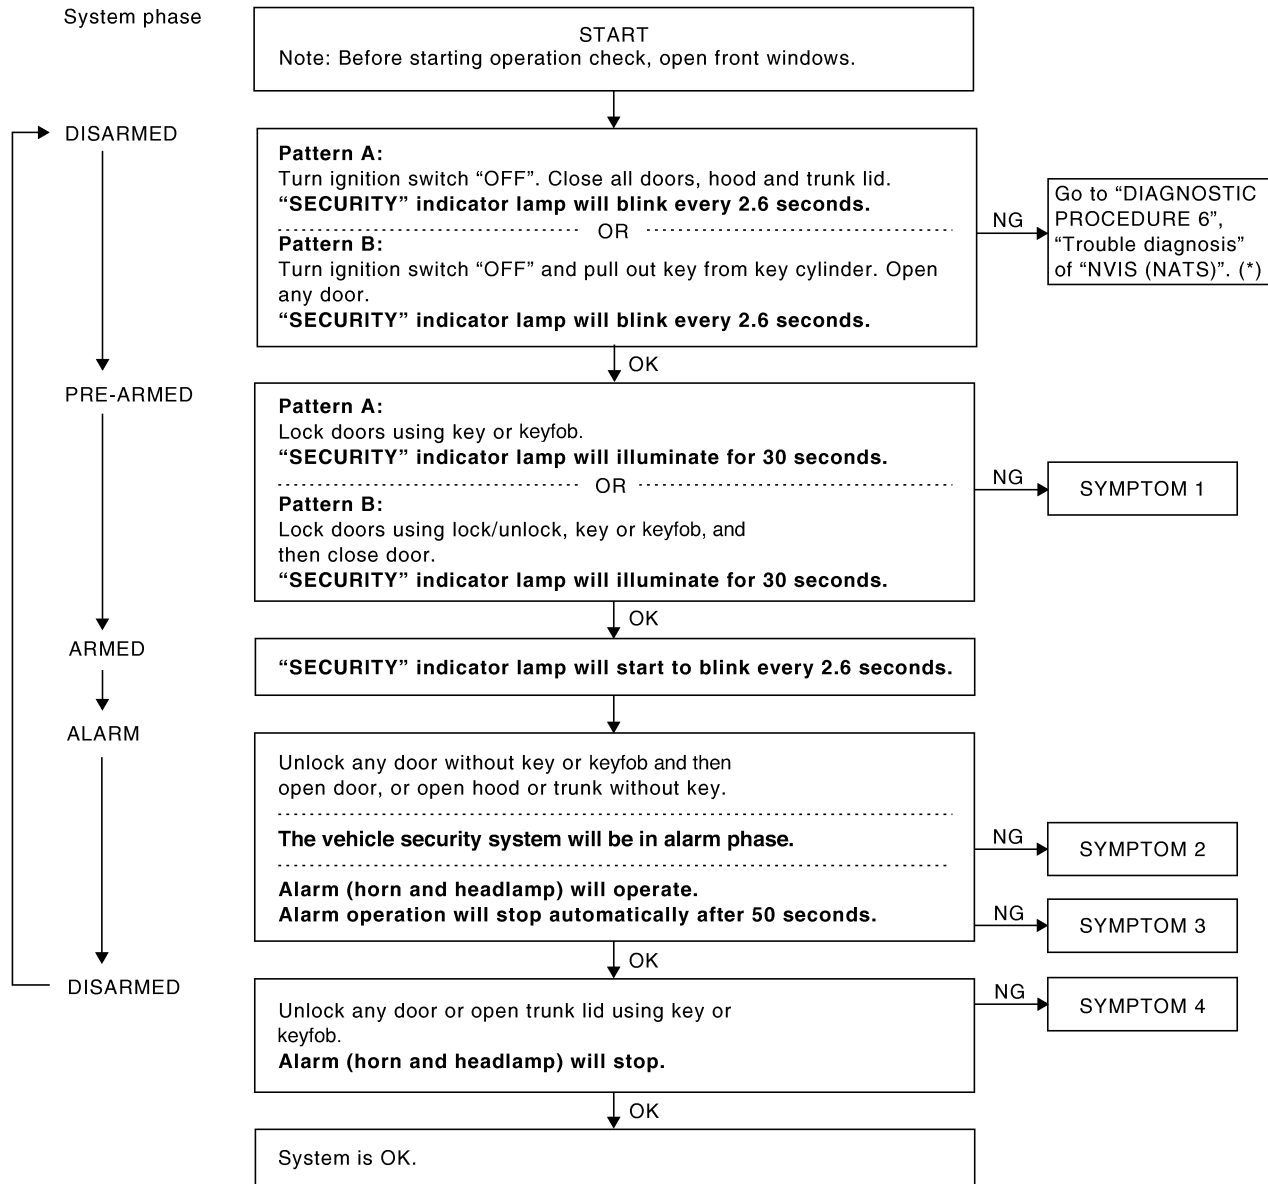 System phase
START
Note: Before starting operation check, open front windows.
DISARMED
Pattern A:
Turn ignition switch “OFF”. Close all doors, hood and trunk lid.
“SECURITY” indicator lamp will blink every 2.6 seconds.
OR
Pattern B:
Turn ignition switch “OFF” and pull out key from key cylinder. Open
any door.
“SECURITY” indicator lamp will blink every 2.6 seconds.
NG
Go to “DIAGNOSTIC
PROCEDURE 6”,
“Trouble diagnosis”
of “NVIS (NATS)”. (*)
OK
PRE-ARMED
Pattern A:
Lock doors using key or keyfob.
“SECURITY” indicator lamp will illuminate for 30 seconds.
OR
Pattern B:
Lock doors using lock/unlock, key or keyfob, and
then close door.
“SECURITY” indicator lamp will illuminate for 30 seconds.
NG
SYMPTOM 1
OK
ARMED
“SECURITY” indicator lamp will start to blink every 2.6 seconds.
ALARM
Unlock any door without key or keyfob and then
open door, or open hood or trunk without key.
The vehicle security system will be in alarm phase.
NG
SYMPTOM 2
Alarm (horn and headlamp) will operate.
Alarm operation will stop automatically after 50 seconds.
NG
SYMPTOM 3
OK
DISARMED
Unlock any door or open trunk lid using key or
keyfob.
Alarm (horn and headlamp) will stop.
NG
SYMPTOM 4
OK
System is OK.